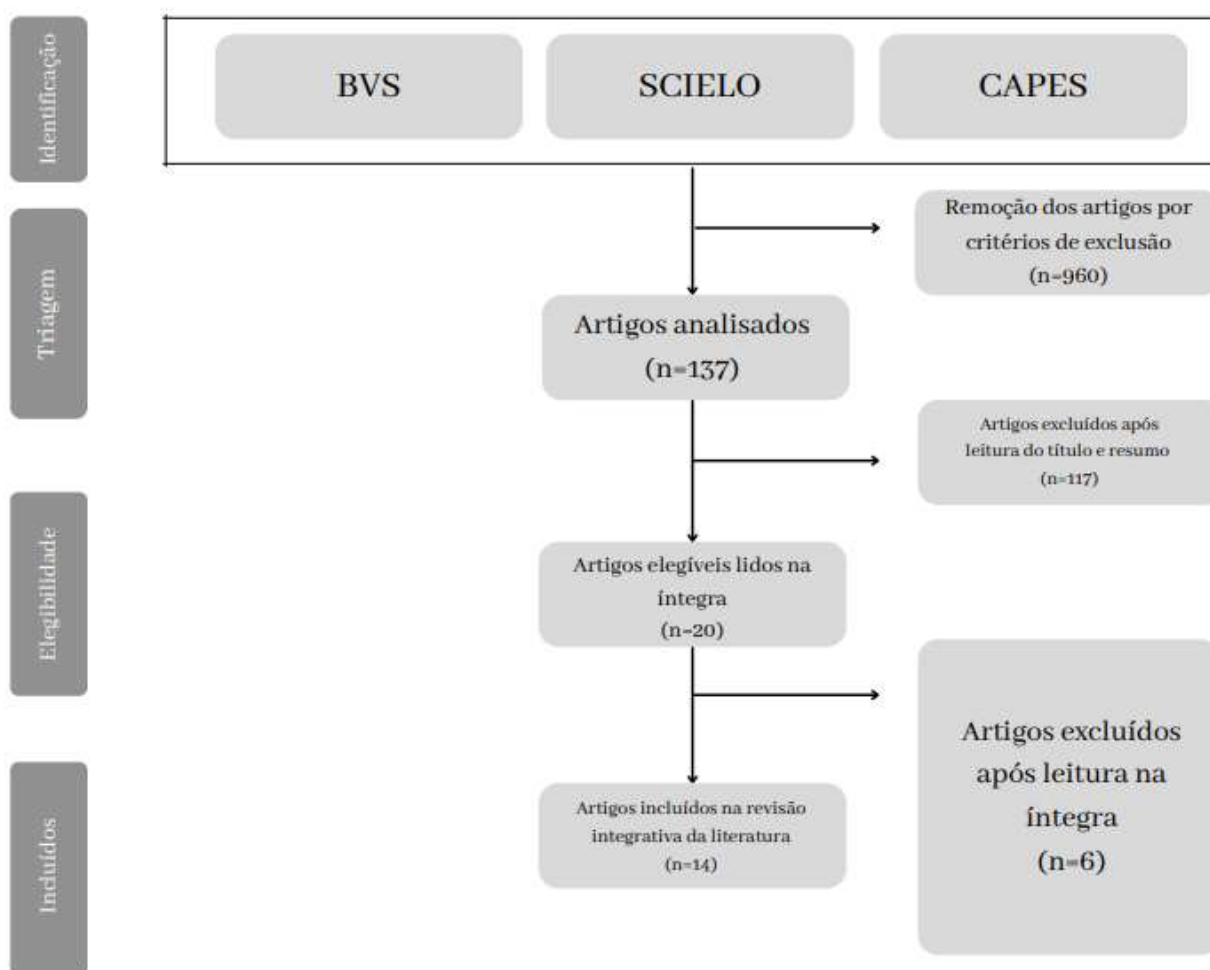 Identificação
BVS
SCIELO
CAPES
Triagem
Remoção dos artigos por
critérios de exclusão
(n=960)
Artigos analisados
(n=137)
Artigos excluídos após
leitura do título e resumo
(n=117)
Elegibilidade
Artigos elegíveis lidos na
íntegra
(n=20)
Artigos excluídos
após leitura na
íntegra
(n=6)
Incluídos
Artigos incluídos na revisão
integrativa da literatura
(n=14)